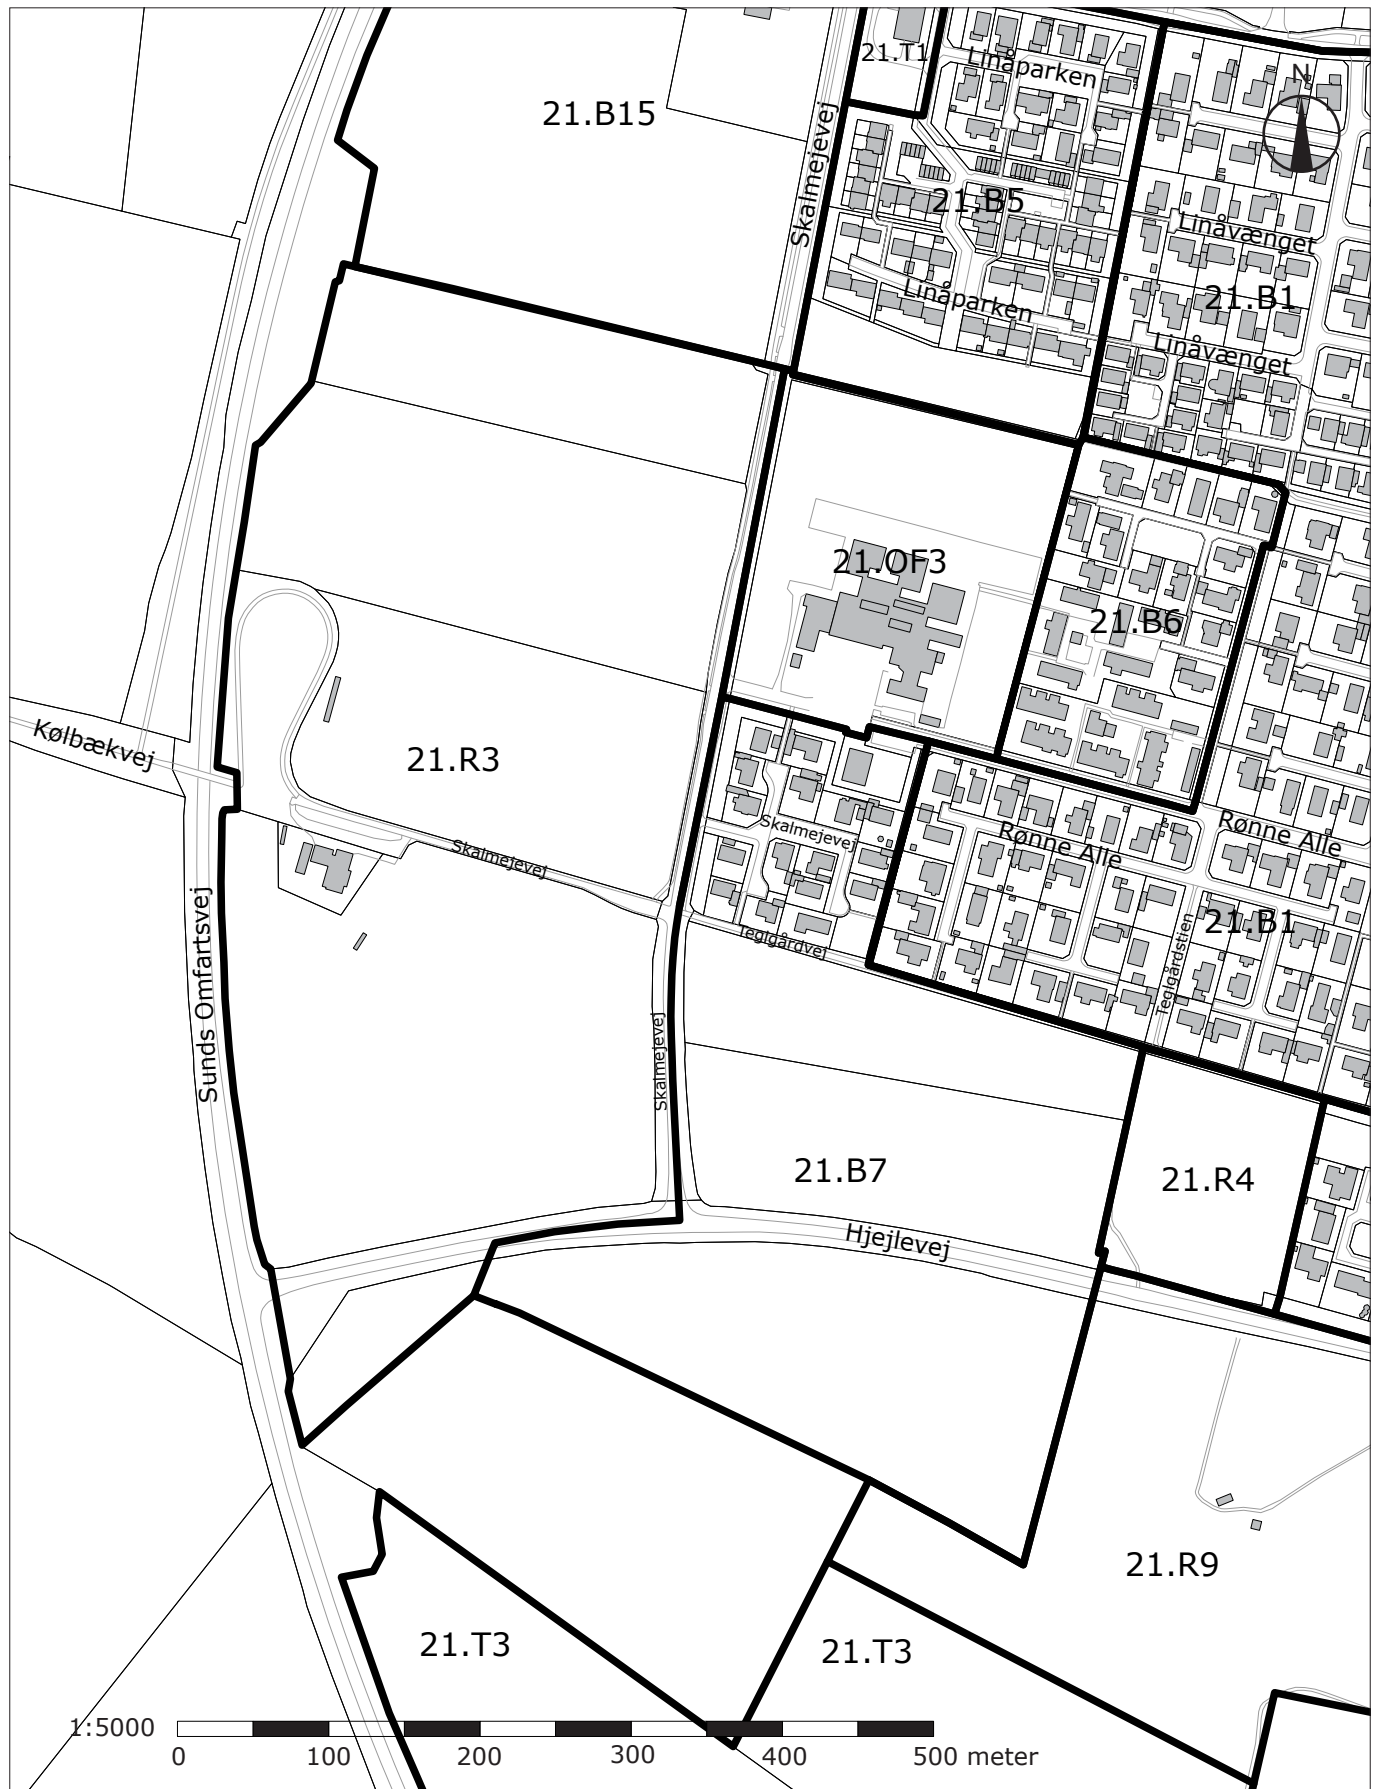 21.T1
Linåparken
N
21.B15
Skalmejevej
21.B5
Linåvænget
21.B1
Linåparken
Linåvænget
21.OF3
21.B6
Kølbækvej
21.R3
Skalmejevej
Rønne Alle
Rønne Alle
Skalmejevej
21.B1
Teglgårdvej
Teglgårdstien
Sunds Omfartsvej
Skalmejevej
21.B7
21.R4
Hjejlevej
21.R9
21.T3
21.T3
1:5000
0 100 200 300 400 500 meter